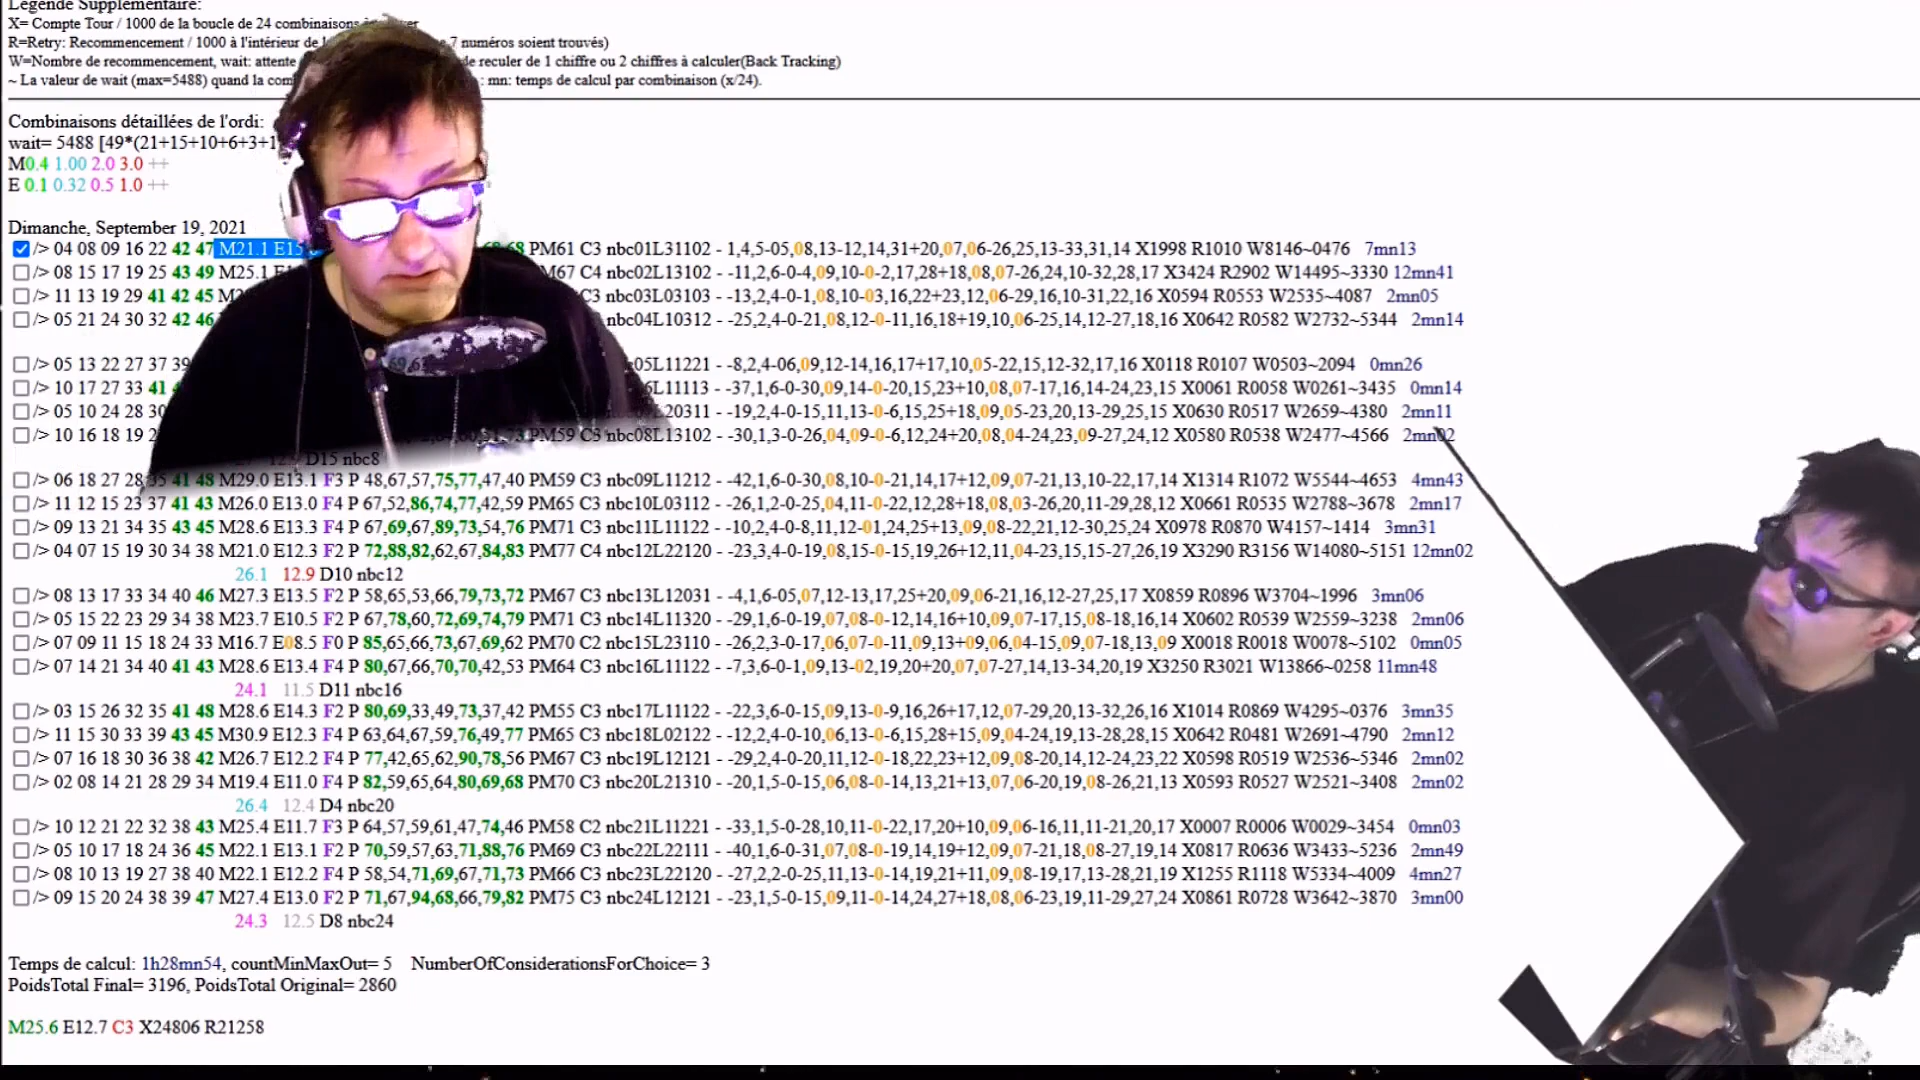 Légende Supplémentaire:
X= Compte Tour / 1000 de la boucle de 24 combinaisons
R=Retry: Recommencement / 1000 à l'intérieur de 7 numéros soient trouvés)
W=Nombre de recommencement, wait: attente de reculer de 1 chiffre ou 2 chiffres à calculer(Back Tracking)
~ La valeur de wait (max=5488) quand la : mn: temps de calcul par combinaison (x/24).
Combinaisons détaillées de l'ordi:
wait= 5488 [49*(21+15+10+6+3+1
M0.4 1.00 2.0 3.0 ++
E 0.1 0.32 0.5 1.0 ++
Dimanche, September 19, 2021
/> 04 08 09 16 22 42 47 M21.1 E15 PM61 C3 nbc01L31102 - 1,4,5-05,08,13-12,14,31+20,07,06-26,25,13-33,31,14 X1998 R1010 W8146~0476 7mn13
/> 08 15 17 19 25 43 49 M25.1 M67 C4 nbc02L13102 - -11,2,6-0-4,09,10-0-2,17,28+18,08,07-26,24,10-32,28,17 X3424 R2902 W14495~3330 12mn41
/> 11 13 19 29 41 42 45 C3 nbc03L03103 - -13,2,4-0-1,08,10-03,16,22+23,12,06-29,16,10-31,22,16 X0594 R0553 W2535~4087 2mn05
/> 05 21 24 30 32 42 46 nbc04L10312 - -25,2,4-0-21,08,12-0-11,16,18+19,10,06-25,14,12-27,18,16 X0642 R0582 W2732~5344 2mn14
/> 05 13 22 27 37 39 05L11221 - -8,2,4-06,09,12-14,16,17+17,10,05-22,15,12-32,17,16 X0118 R0107 W0503~2094 0mn26
/> 10 17 27 33 41 L11113 - -37,1,6-0-30,09,14-0-20,15,23+10,08,07-17,16,14-24,23,15 X0061 R0058 W0261~3435 0mn14
/> 05 10 24 28 30 L20311 - -19,2,4-0-15,11,13-0-6,15,25+18,09,05-23,20,13-29,25,15 X0630 R0517 W2659~4380 2mn11
/> 10 16 18 19 PM59 C3 nbc08L13102 - -30,1,3-0-26,04,09-0-6,12,24+20,08,04-24,23,09-27,24,12 X0580 R0538 W2477~4566 2mn02
D15 nbc8
/> 06 18 27 28 35 41 48 M29.0 E13.1 F3 P 48,67,57,75,77,47,40 PM59 C3 nbc09L11212 - -42,1,6-0-30,08,10-0-21,14,17+12,09,07-21,13,10-22,17,14 X1314 R1072 W5544~4653 4mn43
/> 11 12 15 23 37 41 43 M26.0 E13.0 F4 P 67,52,86,74,77,42,59 PM65 C3 nbc10L03112 - -26,1,2-0-25,04,11-0-22,12,28+18,08,03-26,20,11-29,28,12 X0661 R0535 W2788~3678 2mn17
/> 09 13 21 34 35 43 45 M28.6 E13.3 F4 P 67,69,67,89,73,54,76 PM71 C3 nbc11L11122 - -10,2,4-0-8,11,12-01,24,25+13,09,08-22,21,12-30,25,24 X0978 R0870 W4157~1414 3mn31
/> 04 07 15 19 30 34 38 M21.0 E12.3 F2 P 72,88,82,62,67,84,83 PM77 C4 nbc12L22120 - -23,3,4-0-19,08,15-0-15,19,26+12,11,04-23,15,15-27,26,19 X3290 R3156 W14080~5151 12mn02
26.1 12.9 D10 nbc12
/> 08 13 17 33 34 40 46 M27.3 E13.5 F2 P 58,65,53,66,79,73,72 PM67 C3 nbc13L12031 - -4,1,6-05,07,12-13,17,25+20,09,06-21,16,12-27,25,17 X0859 R0896 W3704~1996 3mn06
/> 05 15 22 23 29 34 38 M23.7 E10.5 F2 P 67,78,60,72,69,74,79 PM71 C3 nbc14L11320 - -29,1,6-0-19,07,08-0-12,14,16+10,09,07-17,15,08-18,16,14 X0602 R0539 W2559~3238 2mn06
/> 07 09 11 15 18 24 33 M16.7 E08.5 F0 P 85,65,66,73,67,69,62 PM70 C2 nbc15L23110 - -26,2,3-0-17,06,07-0-11,09,13+09,06,04-15,09,07-18,13,09 X0018 R0018 W0078~5102 0mn05
/> 07 14 21 34 40 41 43 M28.6 E13.4 F4 P 80,67,66,70,70,42,53 PM64 C3 nbc16L11122 - -7,3,6-0-1,09,13-02,19,20+20,07,07-27,14,13-34,20,19 X3250 R3021 W13866~0258 11mn48
24.1 11.5 D11 nbc16
/> 03 15 26 32 35 41 48 M28.6 E14.3 F2 P 80,69,33,49,73,37,42 PM55 C3 nbc17L11122 - -22,3,6-0-15,09,13-0-9,16,26+17,12,07-29,20,13-32,26,16 X1014 R0869 W4295~0376 3mn35
/> 11 15 30 33 39 43 45 M30.9 E12.3 F4 P 63,64,67,59,76,49,77 PM65 C3 nbc18L02122 - -12,2,4-0-10,06,13-0-6,15,28+15,09,04-24,19,13-28,28,15 X0642 R0481 W2691~4790 2mn12
/> 07 16 18 30 36 38 42 M26.7 E12.2 F4 P 77,42,65,62,90,78,56 PM67 C3 nbc19L12121 - -29,2,4-0-20,11,12-0-18,22,23+12,09,08-20,14,12-24,23,22 X0598 R0519 W2536~5346 2mn02
/> 02 08 14 21 28 29 34 M19.4 E11.0 F4 P 82,59,65,64,80,69,68 PM70 C3 nbc20L21310 - -20,1,5-0-15,06,08-0-14,13,21+13,07,06-20,19,08-26,21,13 X0593 R0527 W2521~3408 2mn02
26.4 12.4 D4 nbc20
/> 10 12 21 22 32 38 43 M25.4 E11.7 F3 P 64,57,59,61,47,74,46 PM58 C2 nbc21L11221 - -33,1,5-0-28,10,11-0-22,17,20+10,09,06-16,11,11-21,20,17 X0007 R0006 W0029~3454 0mn03
/> 05 10 17 18 24 36 45 M22.1 E13.1 F2 P 70,59,57,63,71,88,76 PM69 C3 nbc22L22111 - -40,1,6-0-31,07,08-0-19,14,19+12,09,07-21,18,08-27,19,14 X0817 R0636 W3433~5236 2mn49
/> 08 10 13 19 27 38 40 M22.1 E12.2 F4 P 58,54,71,69,67,71,73 PM66 C3 nbc23L22120 - -27,2,2-0-25,11,13-0-14,19,21+11,09,08-19,17,13-28,21,19 X1255 R1118 W5334~4009 4mn27
/> 09 15 20 24 38 39 47 M27.4 E13.0 F2 P 71,67,94,68,66,79,82 PM75 C3 nbc24L12121 - -23,1,5-0-15,09,11-0-14,24,27+18,08,06-23,19,11-29,27,24 X0861 R0728 W3642~3870 3mn00
24.3 12.5 D8 nbc24
Temps de calcul: 1h28mn54, countMinMaxOut= 5 NumberOfConsiderationsForChoice= 3
PoidsTotal Final= 3196, PoidsTotal Original= 2860
M25.6 E12.7 C3 X24806 R21258